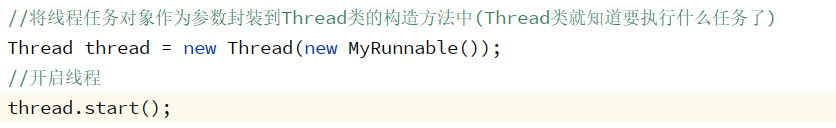 //将线程任务对象作为参数封装到Thread类的构造方法中(Thread类就知道要执行什么任务了)
Thread thread = new Thread(new MyRunnable());
//开启线程
thread.start();